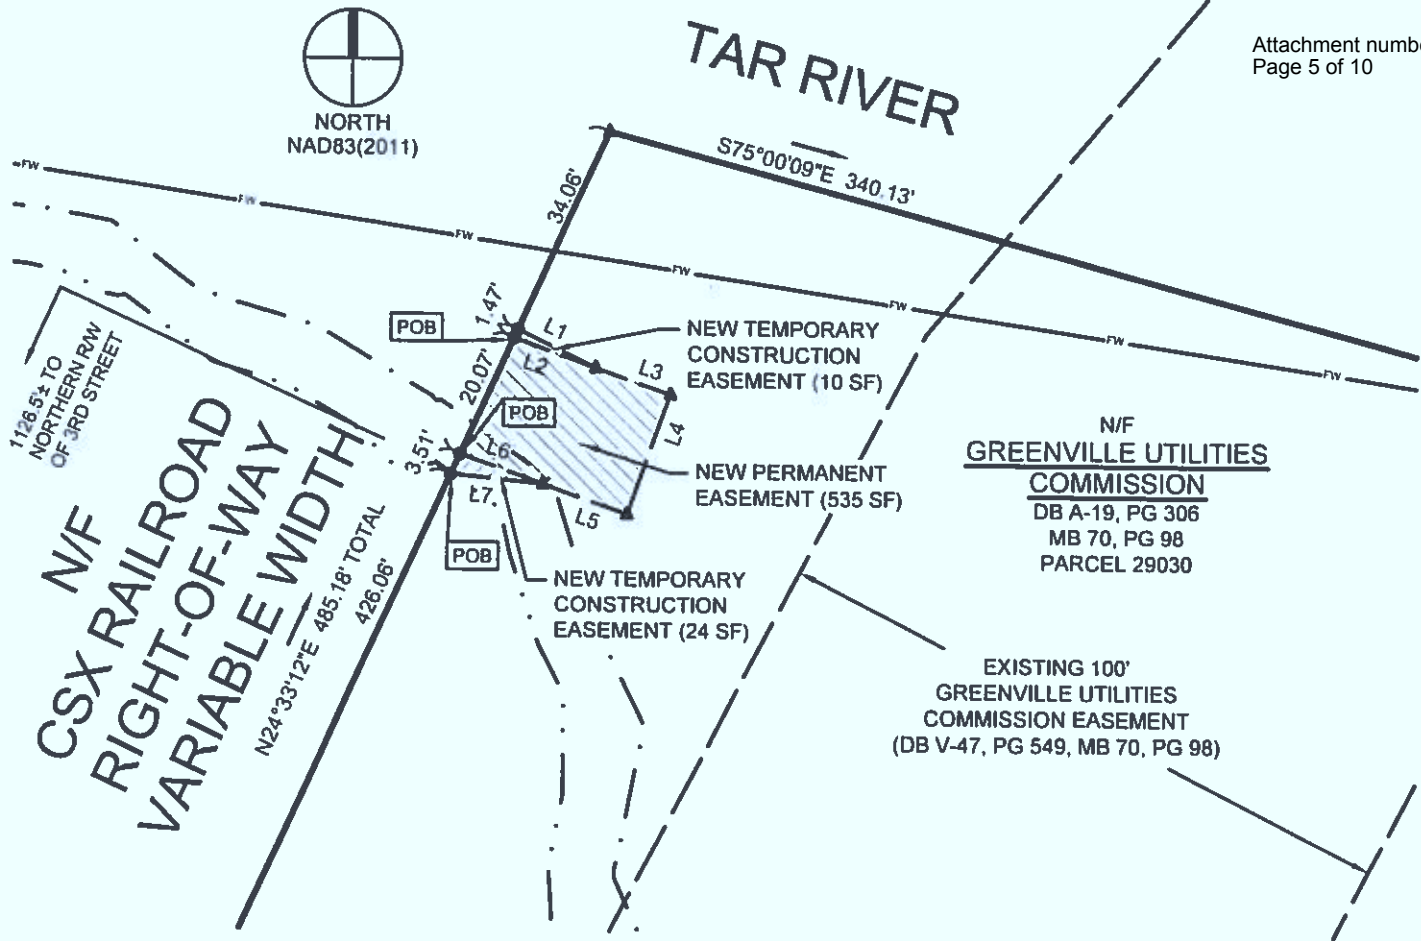 Attachment numbe
Page 5 of 10
TAR RIVER
NORTH
NAD83(2011)
S75°00'09"E 340.13'
34.06'
FW
FW
FW
FW
FW
FW
FW
1.47'
POB
L1
L2
L3
L4
20.07'
POB
3.51'
L6
L7
L5
POB
NEW TEMPORARY
CONSTRUCTION
EASEMENT (10 SF)
NEW PERMANENT
EASEMENT (535 SF)
NEW TEMPORARY
CONSTRUCTION
EASEMENT (24 SF)
1126.5± TO
NORTHERN R/W
OF 3RD STREET
N/F
CSX RAILROAD
RIGHT-OF-WAY
VARIABLE WIDTH
N24°33'12"E 485.18' TOTAL
426.06'
N/F
GREENVILLE UTILITIES
COMMISSION
DB A-19, PG 306
MB 70, PG 98
PARCEL 29030
EXISTING 100'
GREENVILLE UTILITIES
COMMISSION EASEMENT
(DB V-47, PG 549, MB 70, PG 98)